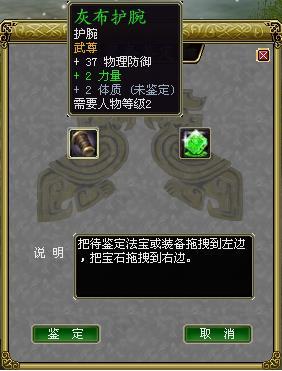 灰布护腕
护腕
武尊
+ 37 物理防御
+ 2 力量
+ 2 体质 (未鉴定)
需要人物等级2
说 明
把待鉴定法宝或装备拖拽到左边
，把宝石拖拽到右边。
鉴 定
取 消